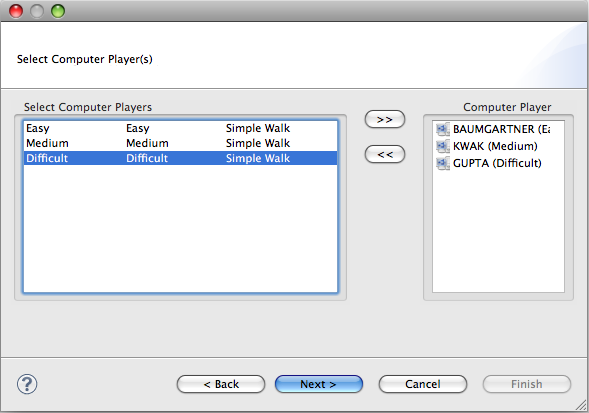 Select Computer Player(s)
Select Computer Players
Easy Easy Simple Walk
Medium Medium Simple Walk
Difficult Difficult Simple Walk
>>
<<
Computer Player
BAUMGARTNER (Ea
KWAK (Medium)
GUPTA (Difficult)
?
< Back
Next >
Cancel
Finish